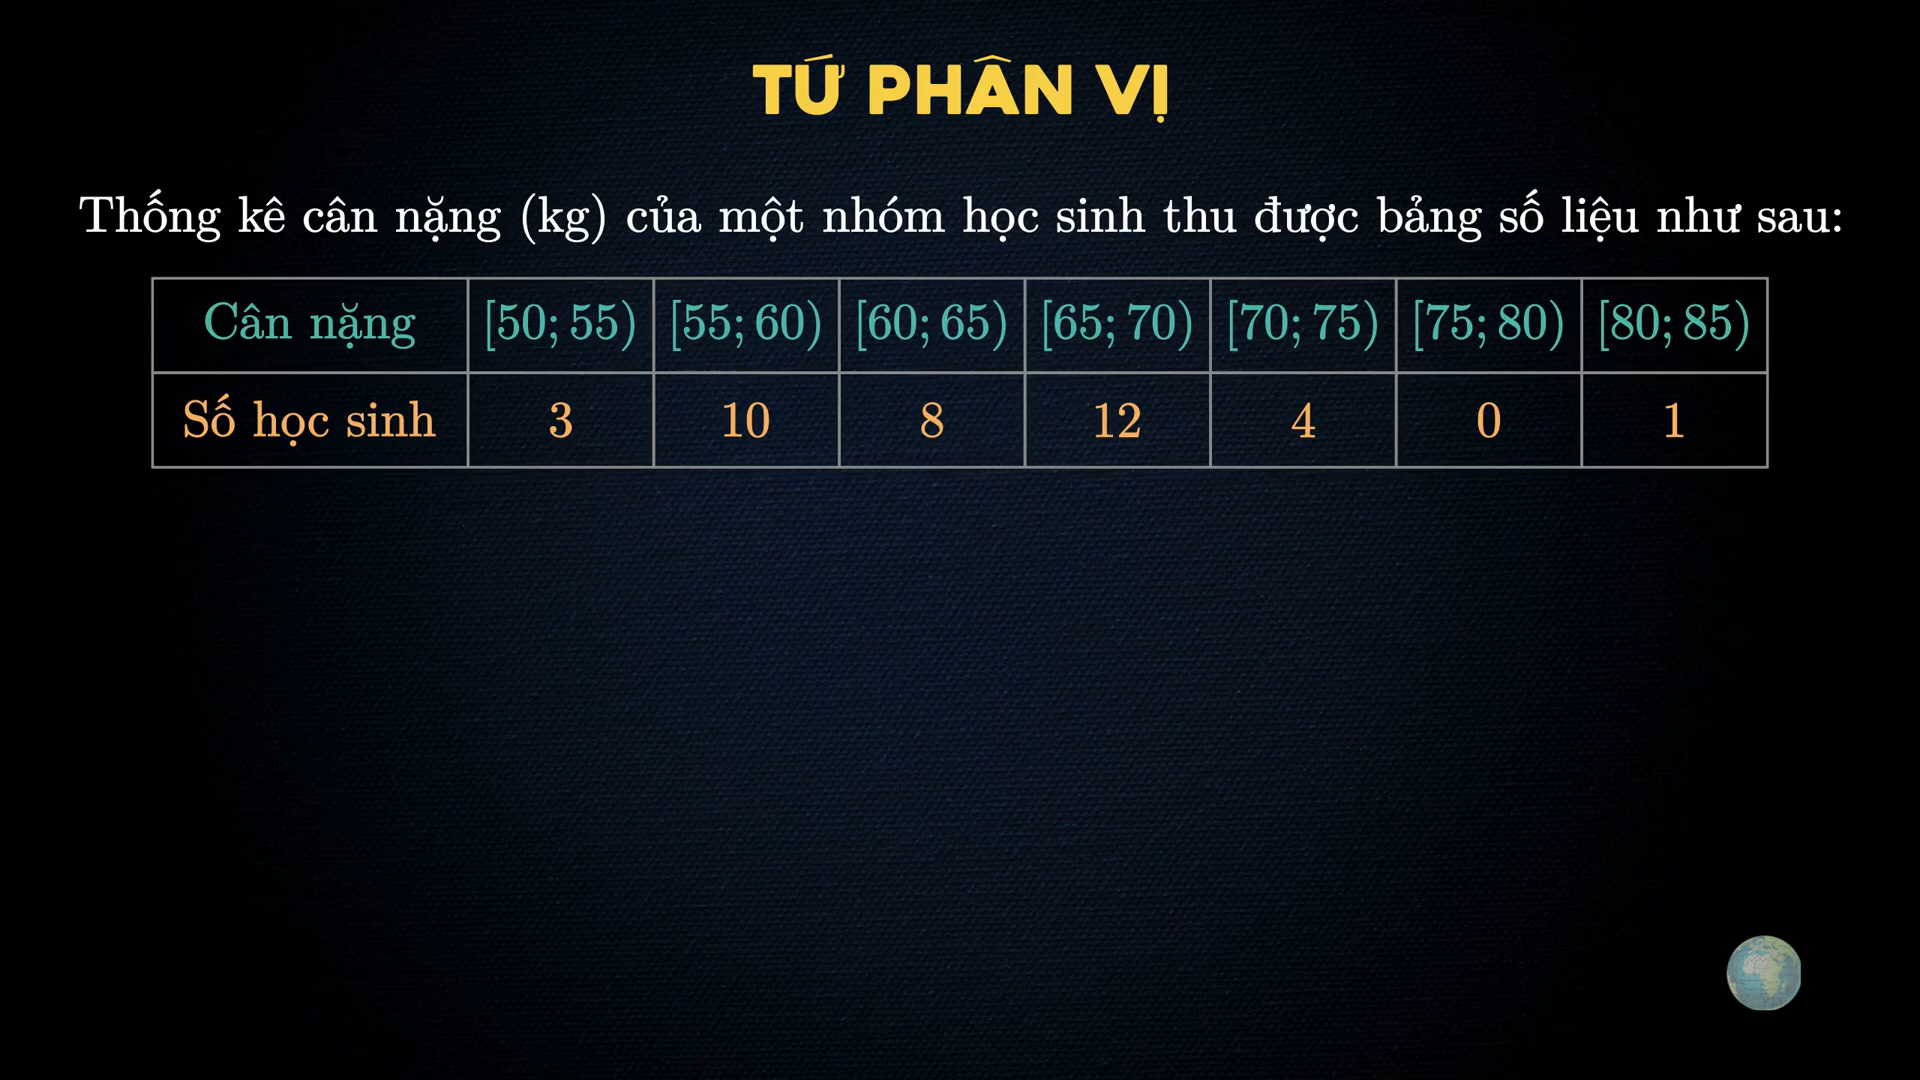 TỨ PHÂN VỊ
Thống kê cân nặng (kg) của một nhóm học sinh thu được bảng số liệu như sau:
Cân nặng [50; 55) [55; 60) [60; 65) [65; 70) [70; 75) [75; 80) [80; 85)
Số học sinh 3 10 8 12 4 0 1